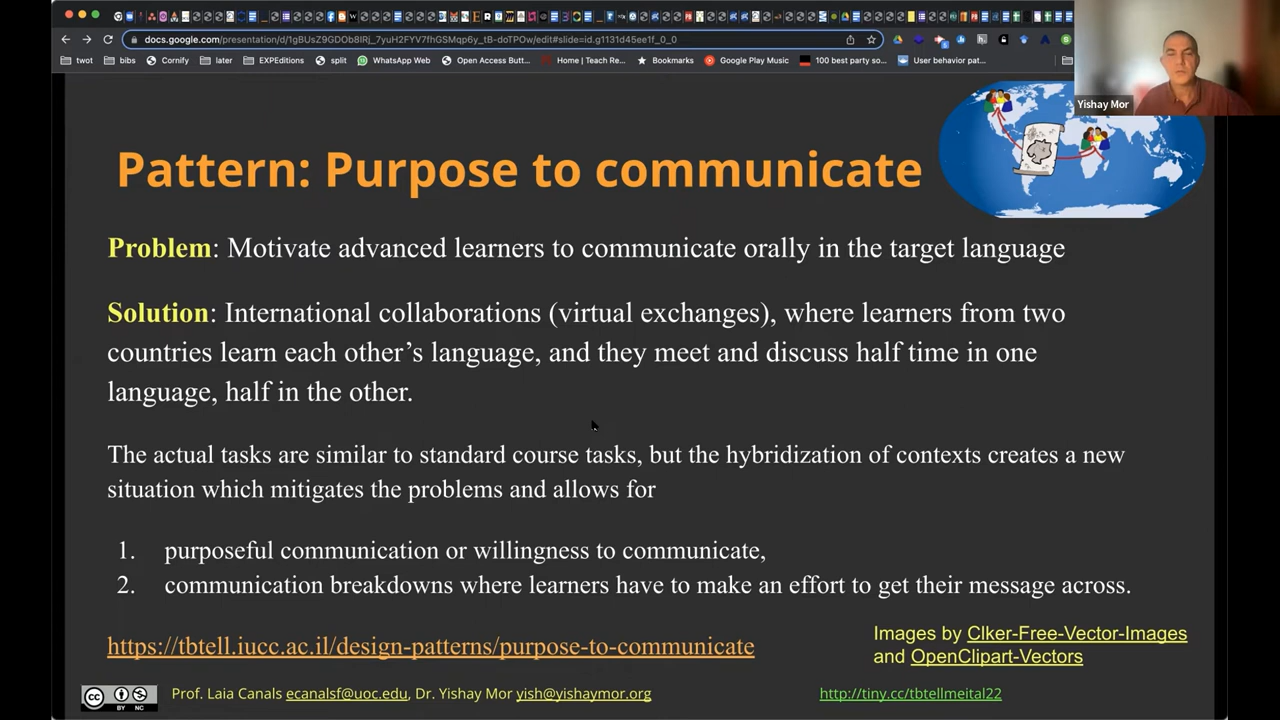 docs.google.com/presentation/d/1gBUsZ9GDOb8IRj_7yuH2FYV7fhGSMqp6y_tB-doTPOw/edit#slide=id.g1131d45ee1f_0_0
twot bibs Cornify later EXPEditions split WhatsApp Web Open Access Butt... Home | Teach Re... Bookmarks Google Play Music 100 best party so... User behavior pat...
Yishay Mor
Pattern: Purpose to communicate
Problem: Motivate advanced learners to communicate orally in the target language
Solution: International collaborations (virtual exchanges), where learners from two
countries learn each other’s language, and they meet and discuss half time in one
language, half in the other.
The actual tasks are similar to standard course tasks, but the hybridization of contexts creates a new
situation which mitigates the problems and allows for
1. purposeful communication or willingness to communicate,
2. communication breakdowns where learners have to make an effort to get their message across.
https://tbtell.iucc.ac.il/design-patterns/purpose-to-communicate
Images by Clker-Free-Vector-Images
and OpenClipart-Vectors
CC BY NC
Prof. Laia Canals ecanalsf@uoc.edu, Dr. Yishay Mor yish@yishaymor.org
http://tiny.cc/tbtellmeital22